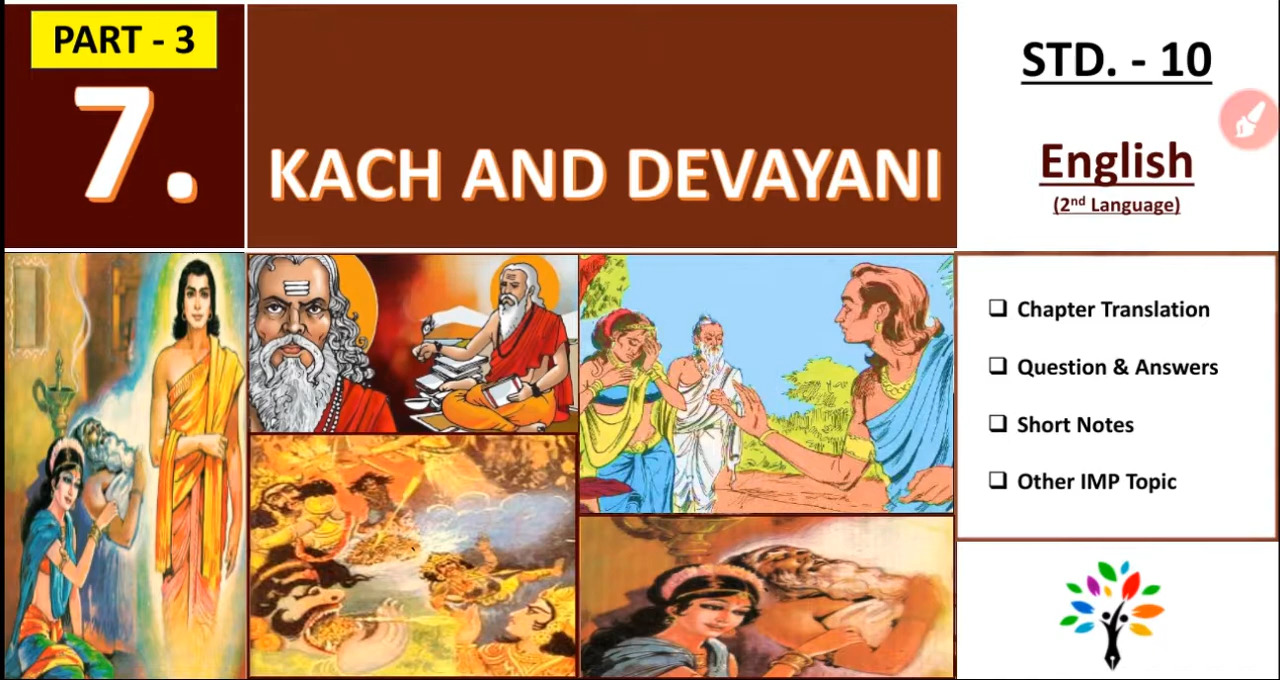 PART - 3
7.
KACH AND DEVAYANI
STD. - 10
English
(2nd Language)
❑ Chapter Translation
❑ Question & Answers
❑ Short Notes
❑ Other IMP Topic